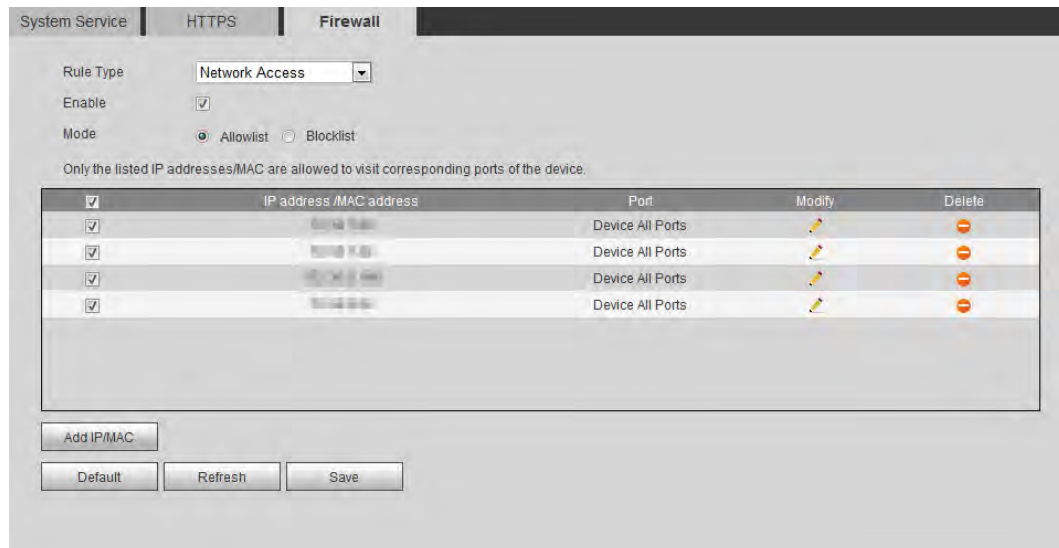 System Service HTTPS Firewall
Rule Type Network Access
Enable
Mode Allowlist Blocklist
Only the listed IP addresses/MAC are allowed to visit corresponding ports of the device.
IP address /MAC address Port Modify Delete
Device All Ports
Device All Ports
Device All Ports
Device All Ports
Add IP/MAC
Default Refresh Save